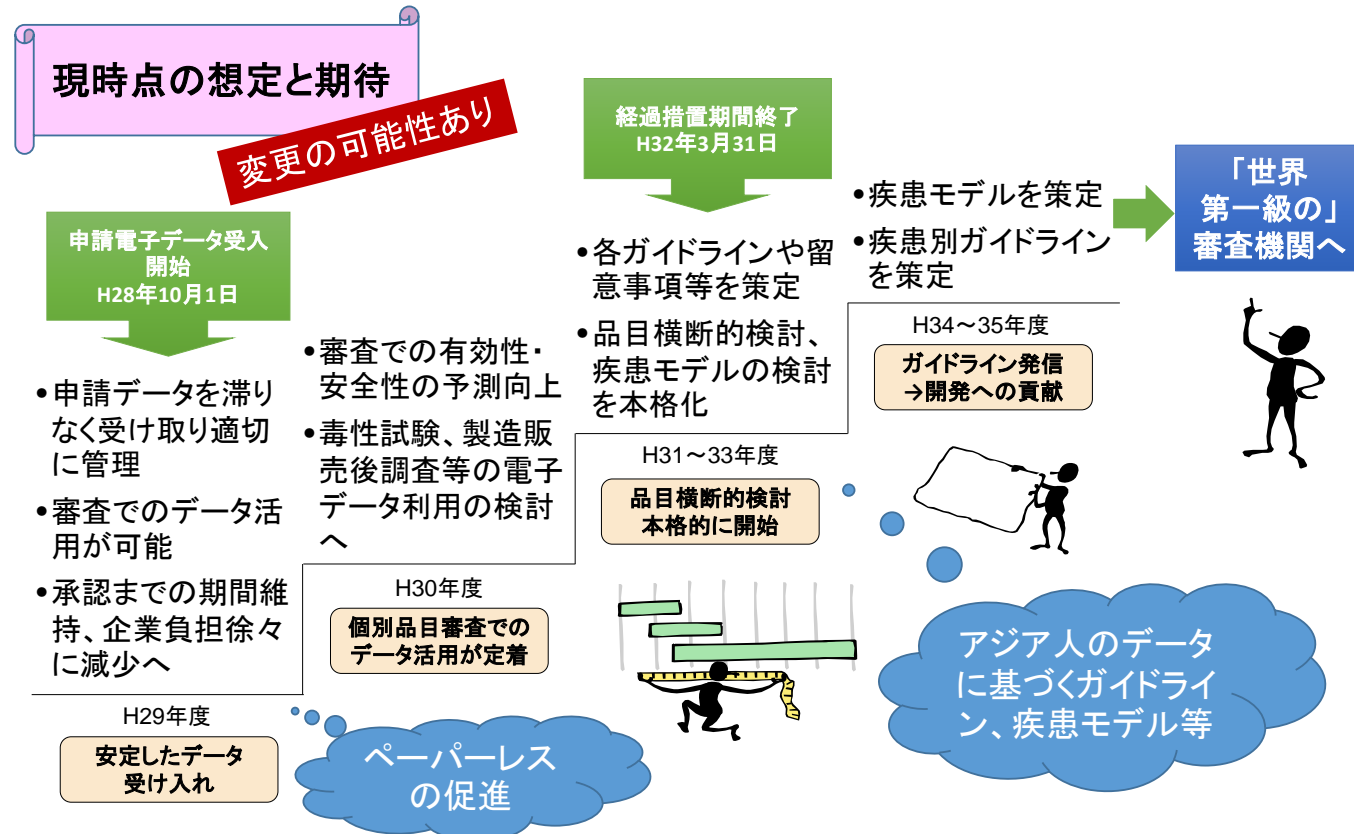 現時点の想定と期待
変更の可能性あり
申請電子データ受入
開始
H28年10月1日
•申請データを滞り
なく受け取り適切
に管理
•審査でのデータ活
用が可能
•承認までの期間維
持、企業負担徐々
に減少へ
H29年度
安定したデータ
受け入れ
•審査での有効性・
安全性の予測向上
•毒性試験、製造販
売後調査等の電子
データ利用の検討
へ
H30年度
個別品目審査での
データ活用が定着
ペーパーレス
の促進
経過措置期間終了
H32年3月31日
•各ガイドラインや留
意事項等を策定
•品目横断的検討、
疾患モデルの検討
を本格化
H31～33年度
品目横断的検討
本格的に開始
•疾患モデルを策定
•疾患別ガイドライン
を策定
H34～35年度
ガイドライン発信
→開発への貢献
アジア人のデータ
に基づくガイドライ
ン、疾患モデル等
「世界
第一級の」
審査機関へ